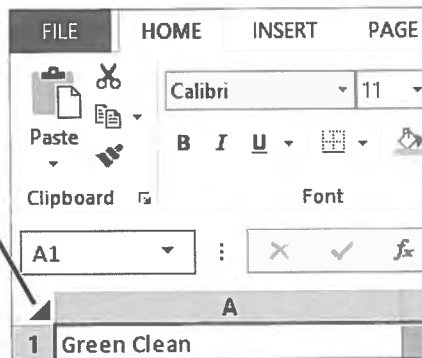 FILE HOME INSERT PAGE
Calibri 11
Paste B I U
Clipboard Font
A1 fx
A
1 Green Clean